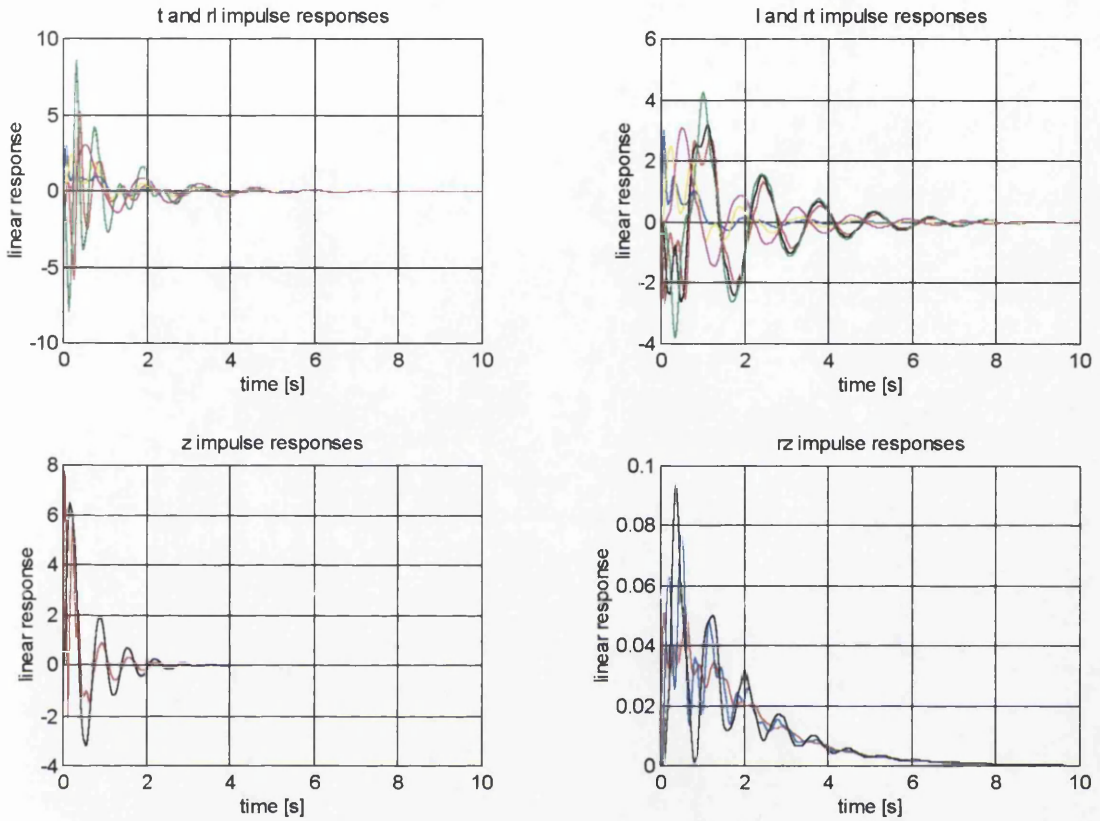 t and rl impulse responses
10
5
0
-5
-10
linear response
0 2 4 6 8 10
time [s]
l and rt impulse responses
6
4
2
0
-2
-4
linear response
0 2 4 6 8 10
time [s]
z impulse responses
8
6
4
2
0
-2
-4
linear response
0 2 4 6 8 10
time [s]
rz impulse responses
0.1
0.08
0.06
0.04
0.02
0
linear response
0 2 4 6 8 10
time [s]